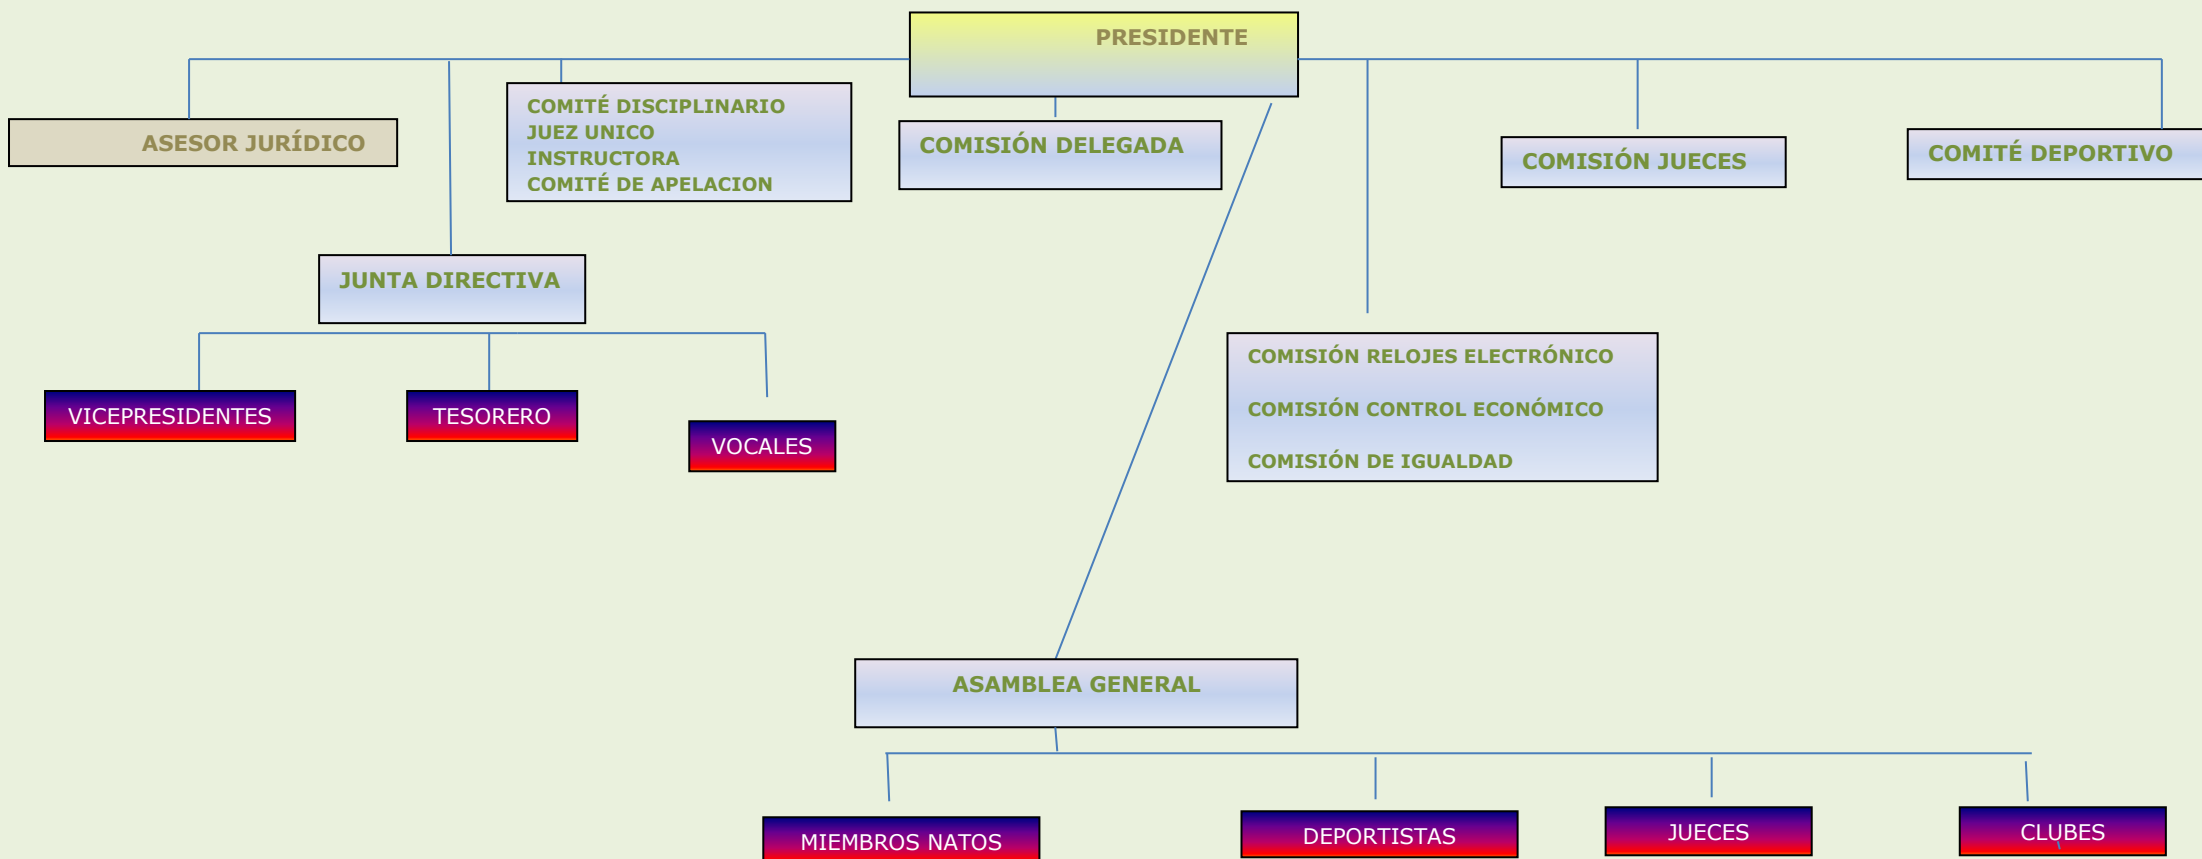 PRESIDENTE
ASESOR JURÍDICO
COMITÉ DISCIPLINARIO
JUEZ UNICO
INSTRUCTORA
COMITÉ DE APELACION
COMISIÓN DELEGADA
COMISIÓN JUECES
COMITÉ DEPORTIVO
JUNTA DIRECTIVA
VICEPRESIDENTES
TESORERO
VOCALES
COMISIÓN RELOJES ELECTRÓNICO
COMISIÓN CONTROL ECONÓMICO
COMISIÓN DE IGUALDAD
ASAMBLEA GENERAL
MIEMBROS NATOS
DEPORTISTAS
JUECES
CLUBES